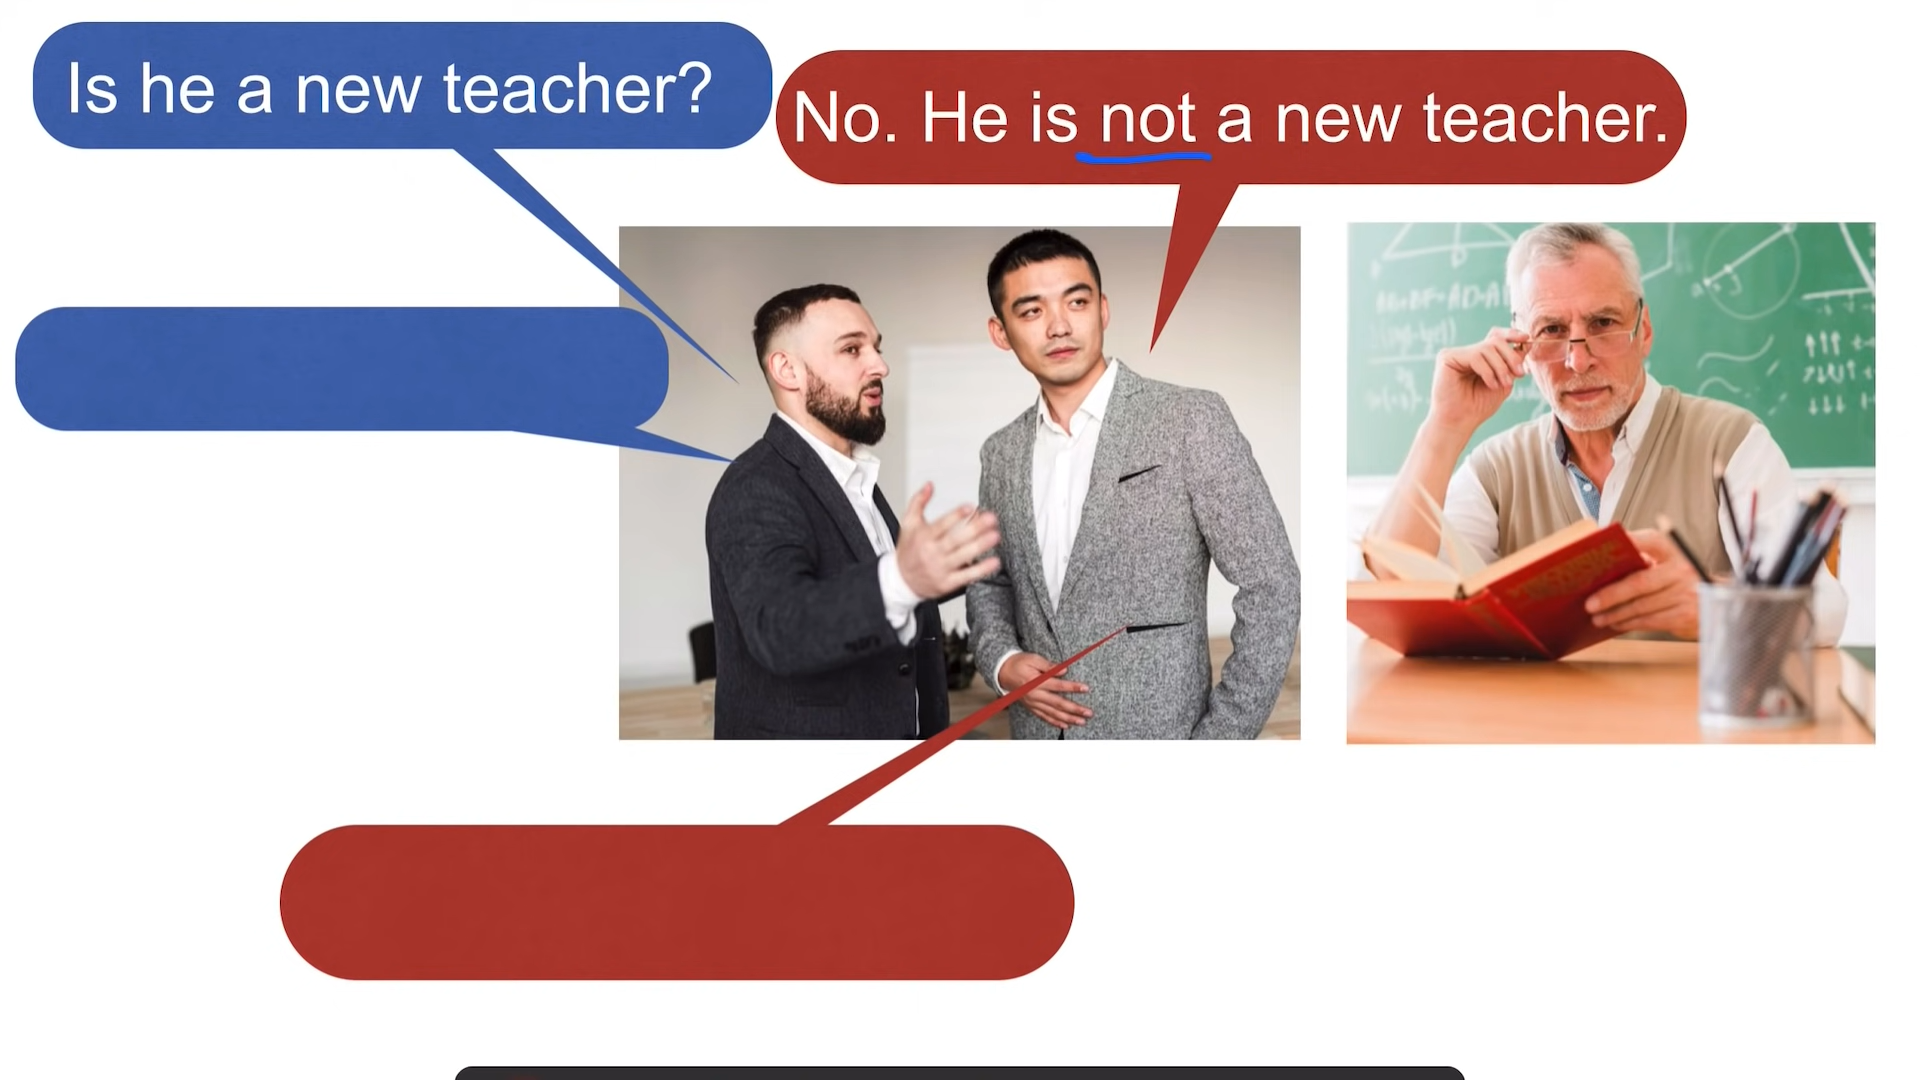 Is he a new teacher?
No. He is not a new teacher.